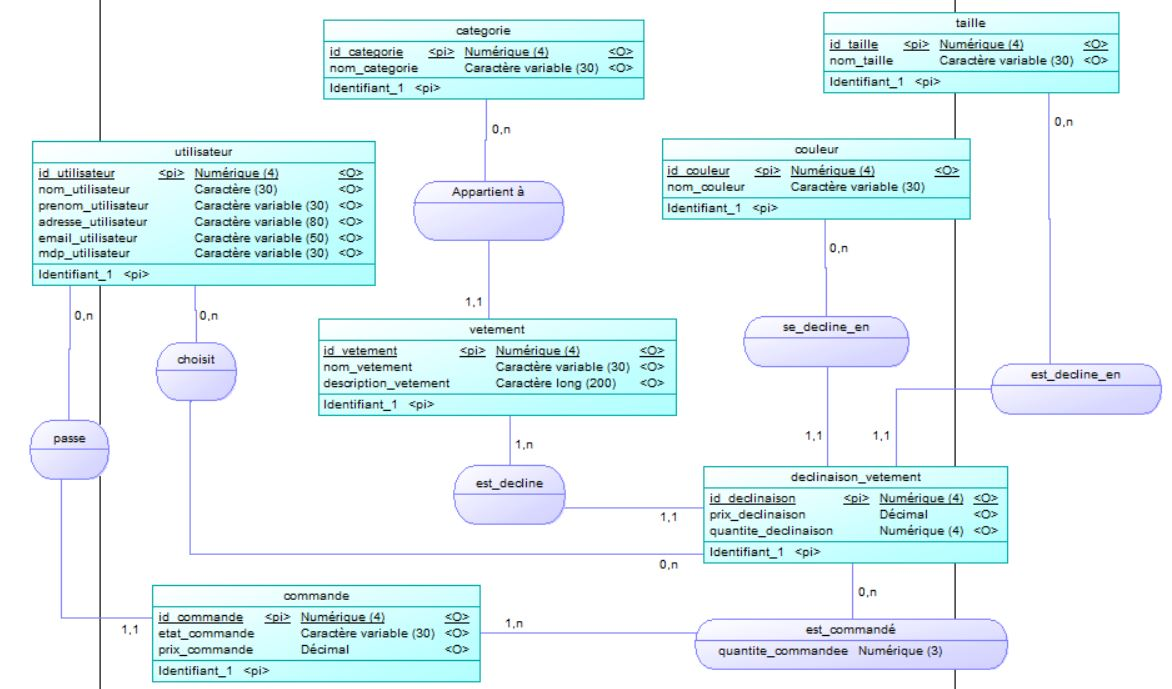 categorie
id_categorie <pi> Numérique (4) <O>
nom_categorie Caractère variable (30) <O>
Identifiant_1 <pi>
taille
id_taille <pi> Numérique (4) <O>
nom_taille Caractère variable (30) <O>
Identifiant_1 <pi>
0,n
0,n
utilisateur
id_utilisateur <pi> Numérique (4) <O>
nom_utilisateur Caractère (30) <O>
prenom_utilisateur Caractère variable (30) <O>
adresse_utilisateur Caractère variable (80) <O>
email_utilisateur Caractère variable (50) <O>
mdp_utilisateur Caractère variable (30) <O>
Identifiant_1 <pi>
couleur
id_couleur <pi> Numérique (4) <O>
nom_couleur Caractère variable (30)
Identifiant_1 <pi>
Appartient à
0,n
1,1
0,n
0,n
vetement
id_vetement <pi> Numérique (4) <O>
nom_vetement Caractère variable (30) <O>
description_vetement Caractère long (200) <O>
Identifiant_1 <pi>
se_decline_en
choisit
est_decline_en
passe
1,n
1,1
1,1
est_decline
declinaison_vetement
id_declinaison <pi> Numérique (4) <O>
prix_declinaison Décimal <O>
quantite_declinaison Numérique (4) <O>
Identifiant_1 <pi>
1,1
0,n
0,n
commande
id_commande <pi> Numérique (4) <O>
etat_commande Caractère variable (30) <O>
prix_commande Décimal <O>
Identifiant_1 <pi>
1,1
1,n
est_commandé
quantite_commandee Numérique (3)